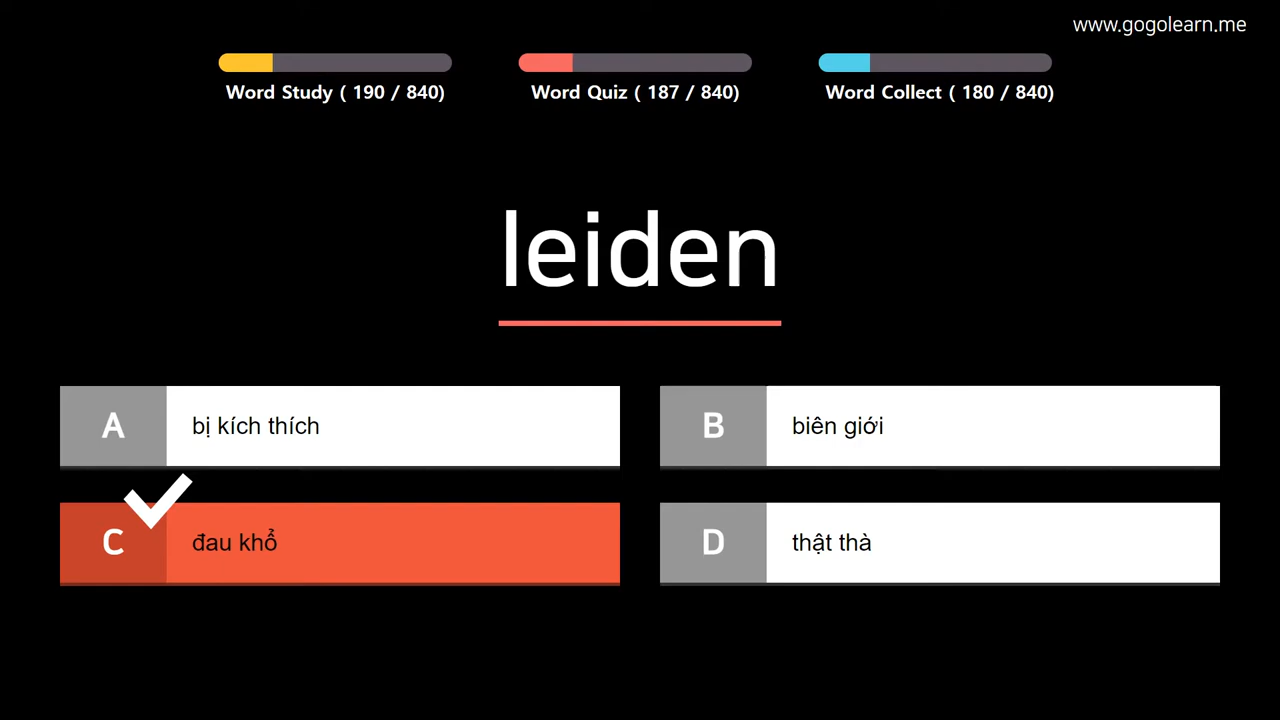 www.gogolearn.me
Word Study ( 190 / 840)
Word Quiz ( 187 / 840)
Word Collect ( 180 / 840)
leiden
A bị kích thích
B biên giới
C đau khổ
D thật thà